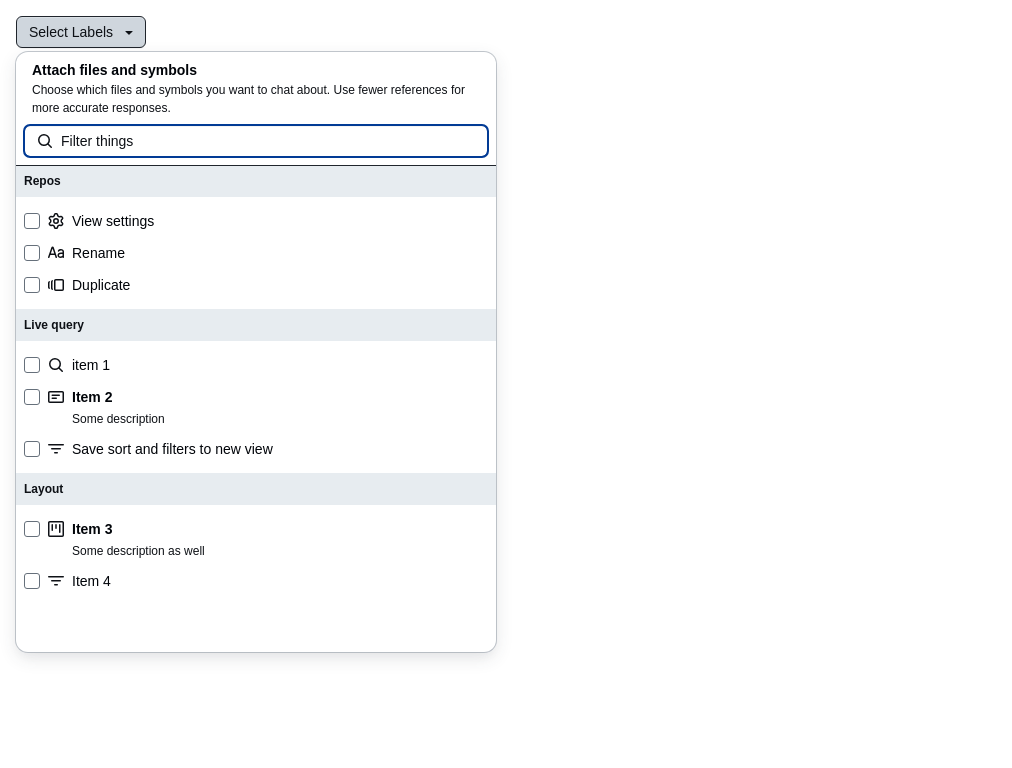 Select Labels
Attach files and symbols
Choose which files and symbols you want to chat about. Use fewer references for
more accurate responses.
Filter things
Repos
View settings
Rename
Duplicate
Live query
item 1
Item 2
Some description
Save sort and filters to new view
Layout
Item 3
Some description as well
Item 4